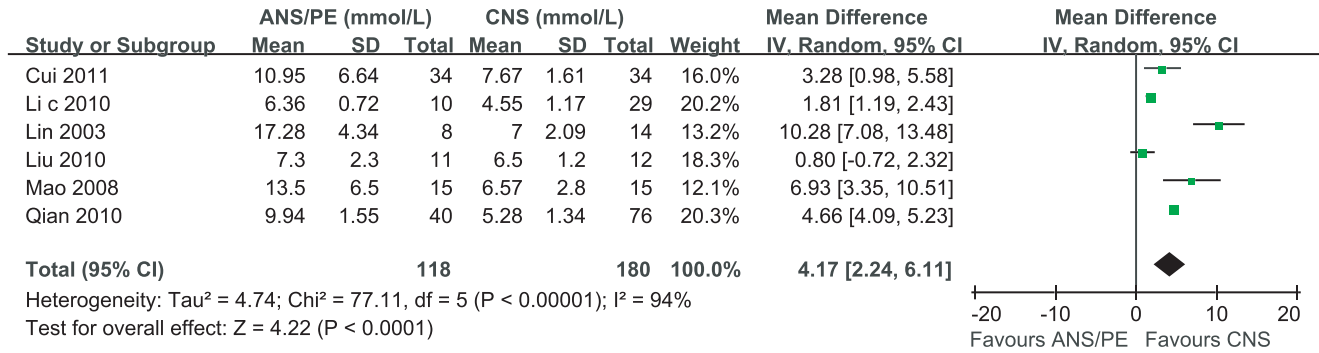 ANS/PE (mmol/L) CNS (mmol/L) Mean Difference Mean Difference
Study or Subgroup Mean SD Total Mean SD Total Weight IV, Random, 95% CI IV, Random, 95% CI
Cui 2011 10.95 6.64 34 7.67 1.61 34 16.0% 3.28 [0.98, 5.58]
Li c 2010 6.36 0.72 10 4.55 1.17 29 20.2% 1.81 [1.19, 2.43]
Lin 2003 17.28 4.34 8 7 2.09 14 13.2% 10.28 [7.08, 13.48]
Liu 2010 7.3 2.3 11 6.5 1.2 12 18.3% 0.80 [-0.72, 2.32]
Mao 2008 13.5 6.5 15 6.57 2.8 15 12.1% 6.93 [3.35, 10.51]
Qian 2010 9.94 1.55 40 5.28 1.34 76 20.3% 4.66 [4.09, 5.23]
Total (95% CI) 118 180 100.0% 4.17 [2.24, 6.11]
Heterogeneity: Tau² = 4.74; Chi² = 77.11, df = 5 (P < 0.00001); I² = 94%
Test for overall effect: Z = 4.22 (P < 0.0001)
-20 -10 0 10 20
Favours ANS/PE Favours CNS